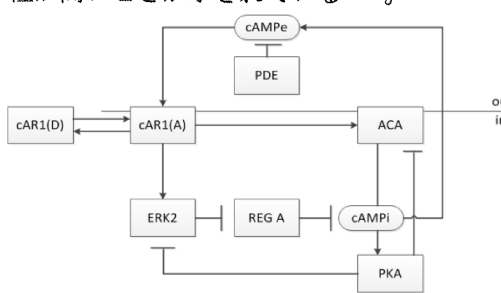 cAMPe
PDE
cAR1(D)
cAR1(A)
ACA
ERK2
REG A
cAMPi
PKA